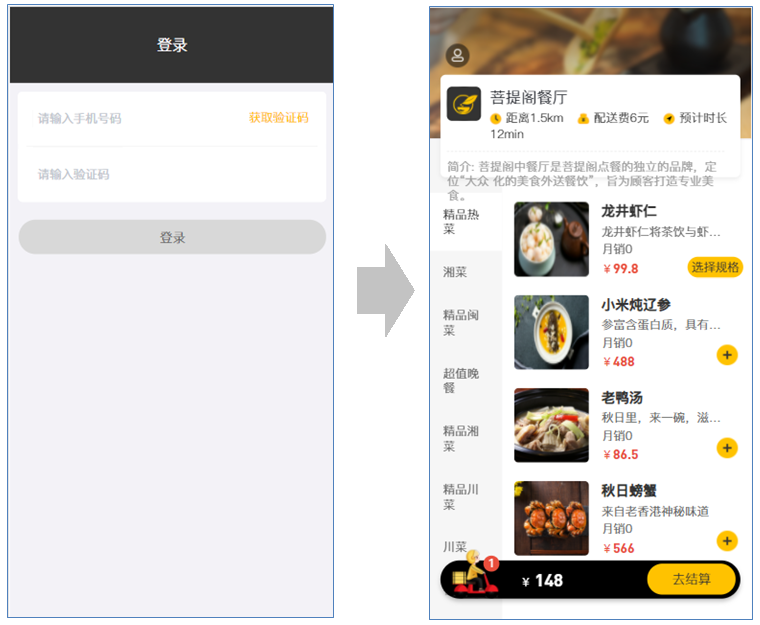 登录
请输入手机号码 获取验证码
请输入验证码
登录
菩提阁餐厅
距离1.5km 配送费6元 预计时长
12min
简介: 菩提阁中餐厅是菩提阁点餐的独立的品牌，定
位“大众 化的美食外送餐饮”，旨为顾客打造专业美
食。
精品热
菜
湘菜
精品闽
菜
超值晚
餐
精品湘
菜
精品川
菜
川菜
龙井虾仁
龙井虾仁将茶饮与虾...
月销0
¥99.8 选择规格
小米炖辽参
参富含蛋白质，具有...
月销0
¥488
老鸭汤
秋日里，来一碗，滋...
月销0
¥86.5
秋日螃蟹
来自老香港神秘味道
月销0
¥566
1
¥ 148 去结算